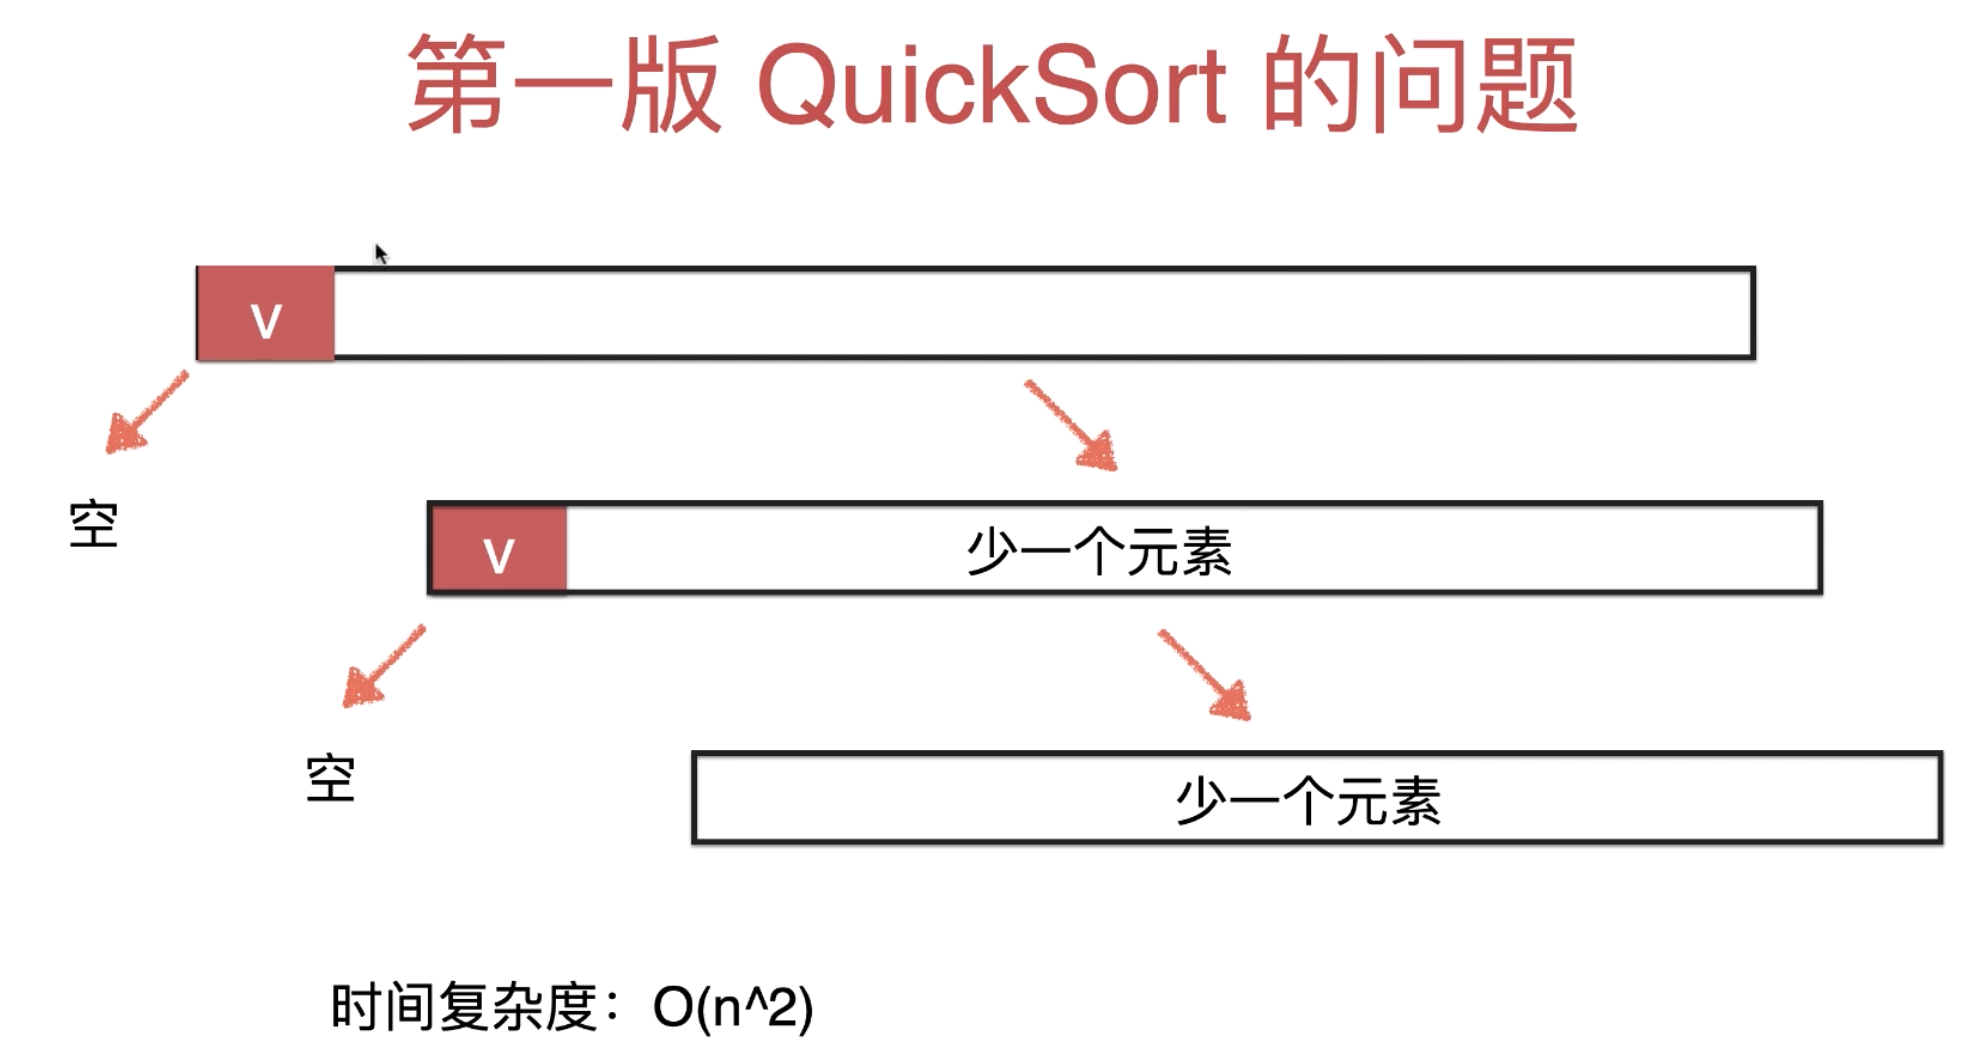 第一版 QuickSort 的问题
v
空
v 少一个元素
空
少一个元素
时间复杂度：O(n^2)